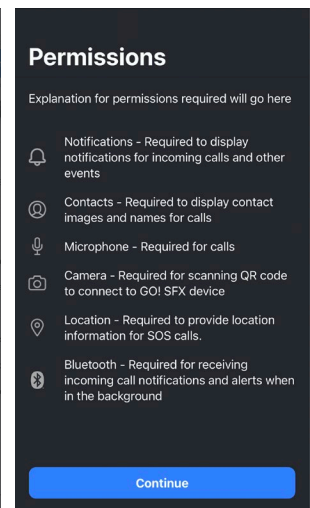 Permissions
Explanation for permissions required will go here
Notifications - Required to display
notifications for incoming calls and other
events
Contacts - Required to display contact
images and names for calls
Microphone - Required for calls
Camera - Required for scanning QR code
to connect to GO! SFX device
Location - Required to provide location
information for SOS calls.
Bluetooth - Required for receiving
incoming call notifications and alerts when
in the background
Continue